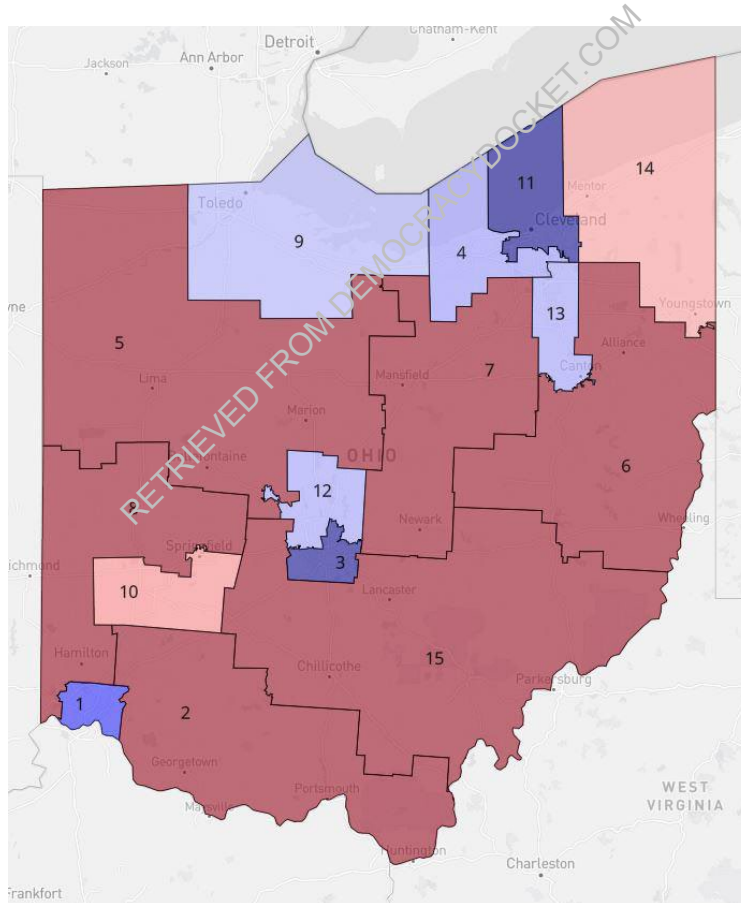 Chatham-Kent
Detroit
Ann Arbor
Jackson
RETRIEVED FROM DEMOCRACYDOCKET.COM
14
11
Mentor
Toledo
Cleveland
9
4
Youngstown
13
5
Alliance
7
Lima
Mansfield
Canton
Marion
OHIO
6
12
8
Newark
Wheeling
Springfield
3
10
Lancaster
Hamilton
15
Chillicothe
Parkersburg
1
2
Georgetown
Portsmouth
WEST
VIRGINIA
Huntington
Charleston
Frankfort